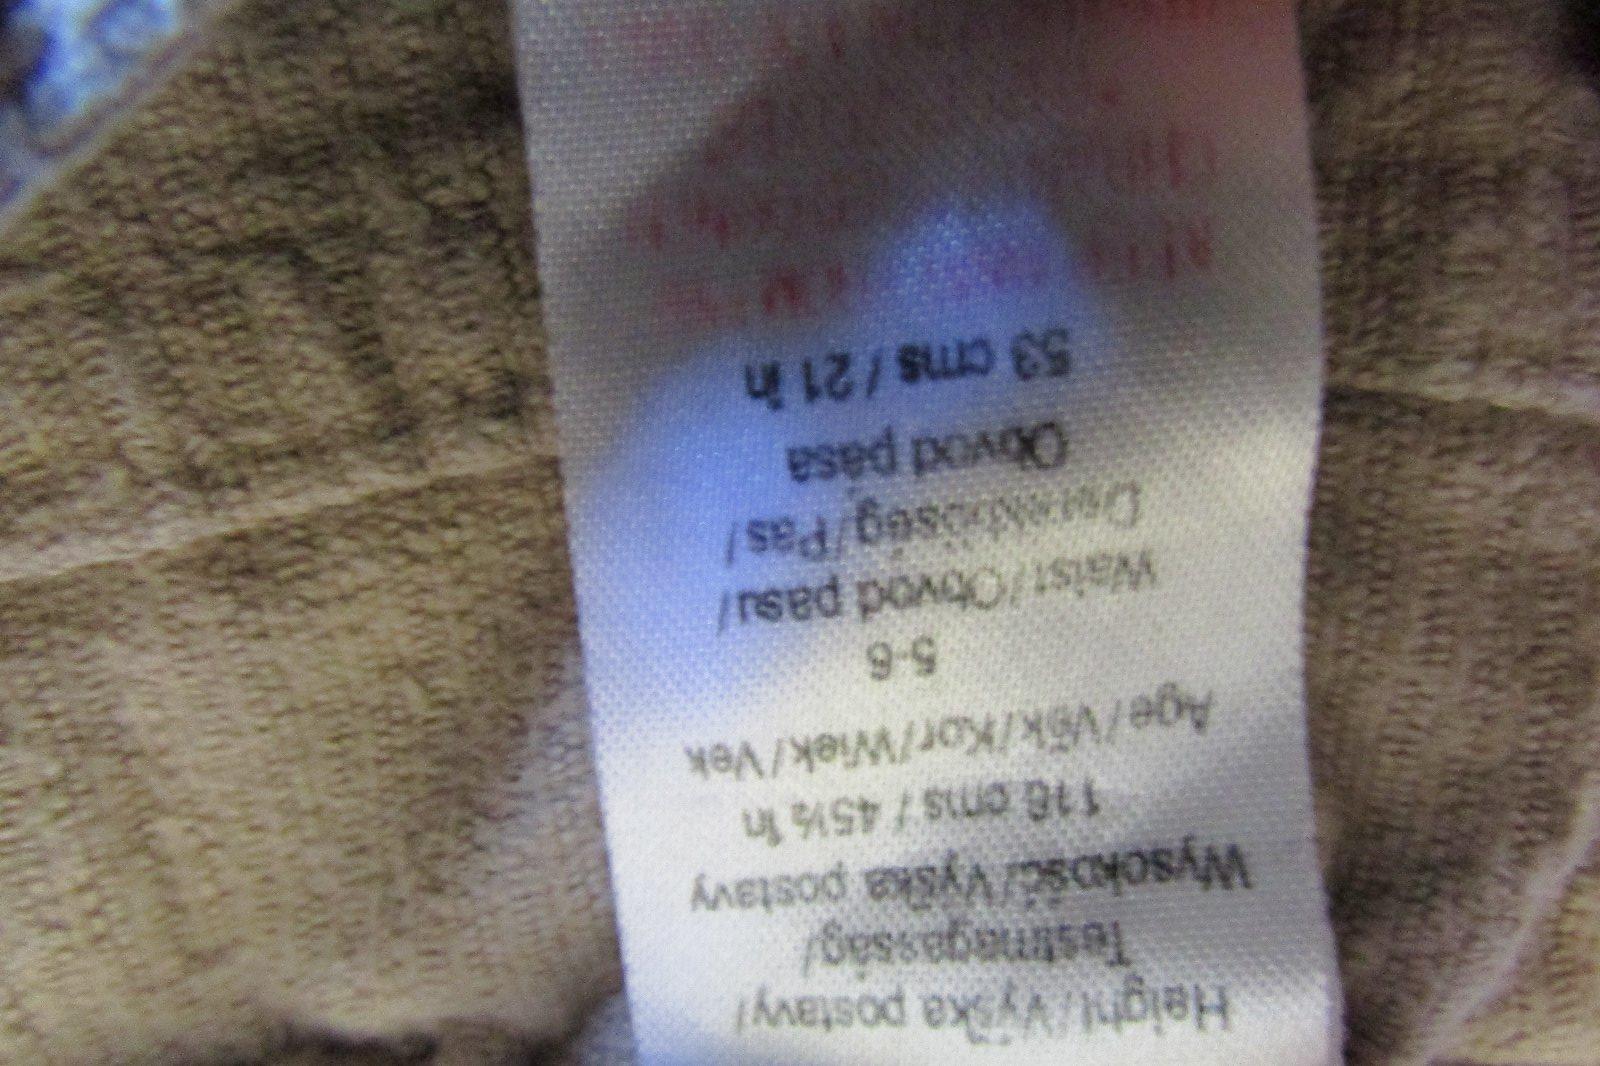 Height/Výška postavy/
Testmagasság/
Wysokość/Výška postavy
116 cms / 45½ in
Age/Věk/Kor/Wiek/Vek
5-6
Waist/Obvod pasu/
Derékbőség/Pas/
Obvod pása
53 cms / 21 in